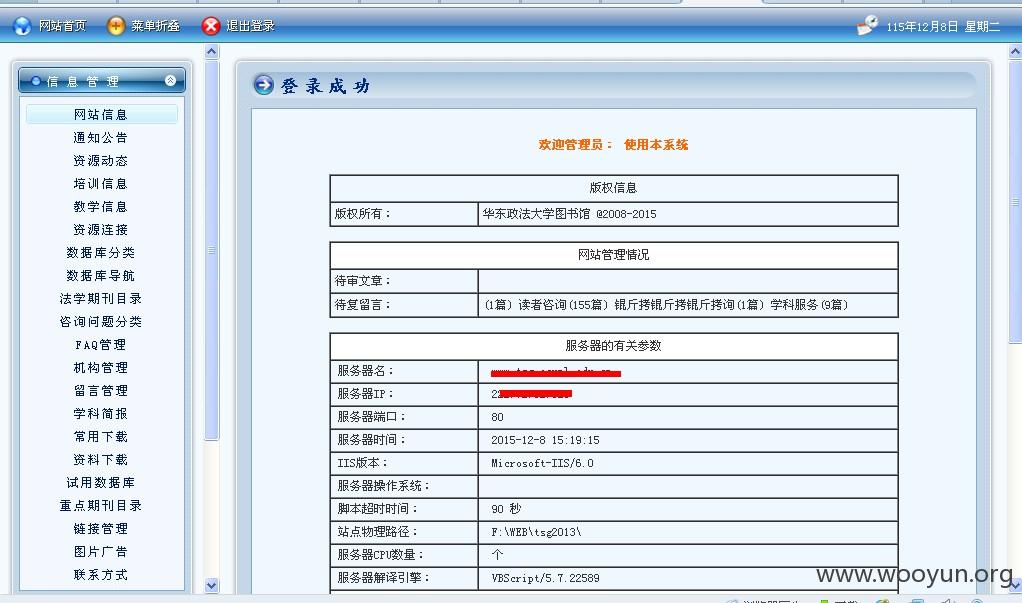 网站首页 菜单折叠 退出登录 115年12月8日 星期二
信息管理
网站信息
通知公告
资源动态
培训信息
教学信息
资源连接
数据库分类
数据库导航
法学期刊目录
咨询问题分类
FAQ管理
机构管理
留言管理
学科简报
常用下载
资料下载
试用数据库
重点期刊目录
链接管理
图片广告
联系方式
登录成功
欢迎管理员： 使用本系统
版权信息
版权所有： 华东政法大学图书馆 @2008-2015
网站管理情况
待审文章：
待复留言： (1篇) 读者咨询(155篇) 锟斤拷锟斤拷锟斤拷询(1篇) 学科服务(9篇)
服务器的有关参数
服务器名：
服务器IP：
服务器端口： 80
服务器时间： 2015-12-8 15:19:15
IIS版本： Microsoft-IIS/6.0
服务器操作系统：
脚本超时时间： 90 秒
站点物理路径： F:\WEB\tsg2013\
服务器CPU数量： 个
服务器解译引擎： VBScript/5.7.22589
www.wooyun.org